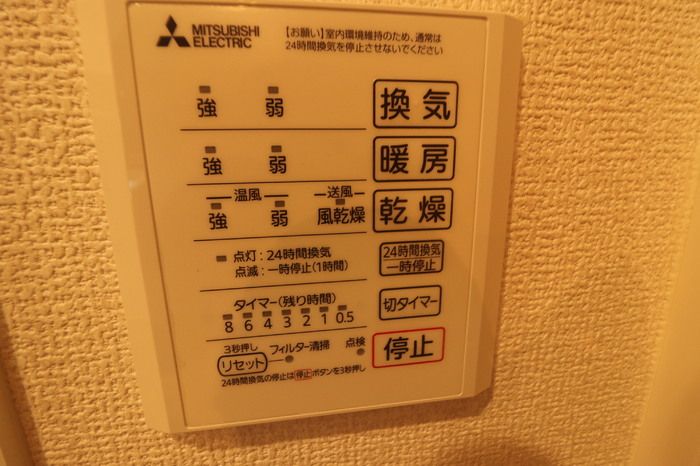 MITSUBISHI
ELECTRIC
【お願い】室内環境維持のため、通常は
24時間換気を停止させないでください
強 弱 換気
強 弱 暖房
温風 送風
強 弱 風乾燥 乾燥
点灯：24時間換気
点滅：一時停止(1時間)
24時間換気
一時停止
タイマー(残り時間)
8 6 4 3 2 1 0.5
切タイマー
3秒押し
リセット フィルター清掃 点検
停止
24時間換気の停止は停止ボタンを3秒押し